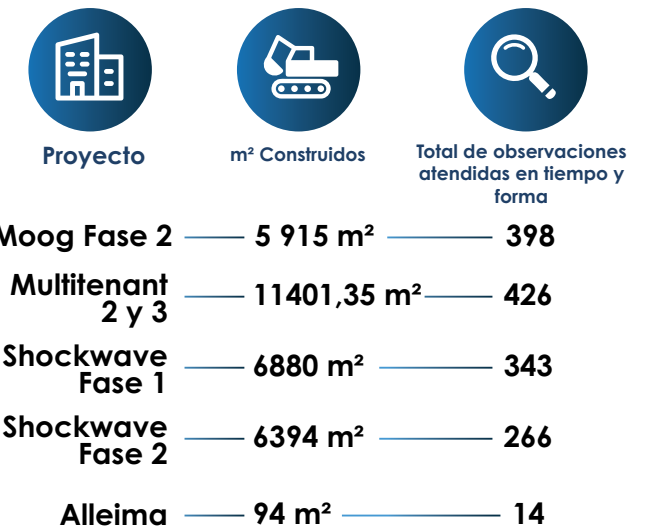 Proyecto
m² Construidos
Total de observaciones
atendidas en tiempo y
forma
Moog Fase 2 5 915 m² 398
Multitenant
2 y 3 11401,35 m² 426
Shockwave
Fase 1 6880 m² 343
Shockwave
Fase 2 6394 m² 266
Alleima 94 m² 14